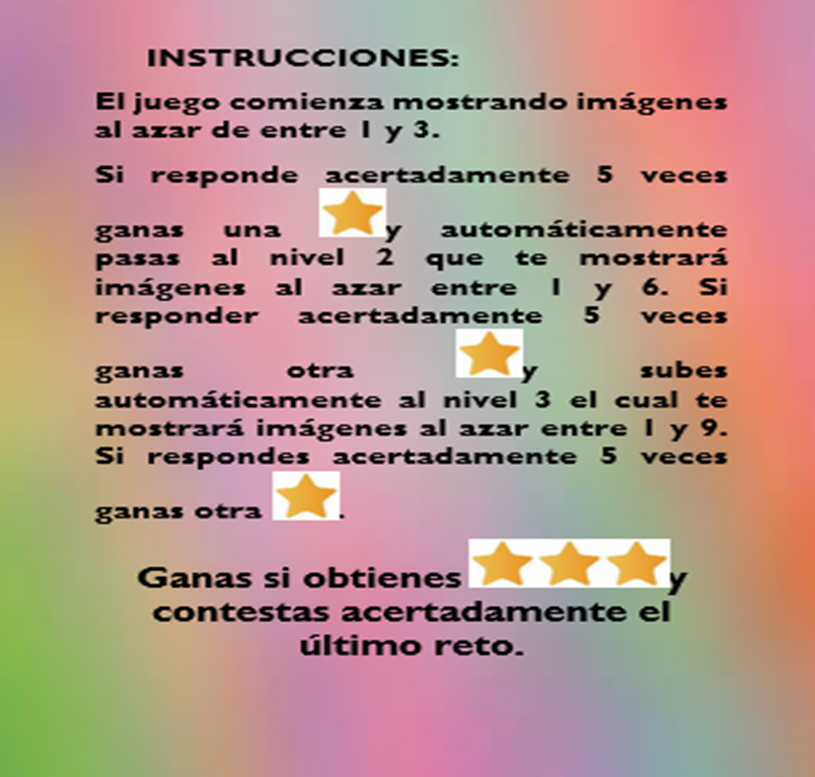 INSTRUCCIONES:
El juego comienza mostrando imágenes
al azar de entre 1 y 3.
Si responde acertadamente 5 veces
ganas una y automáticamente
pasas al nivel 2 que te mostrará
imágenes al azar entre 1 y 6. Si
responder acertadamente 5 veces
ganas otra y subes
automáticamente al nivel 3 el cual te
mostrará imágenes al azar entre 1 y 9.
Si respondes acertadamente 5 veces
ganas otra .
Ganas si obtienes y
contestas acertadamente el
último reto.